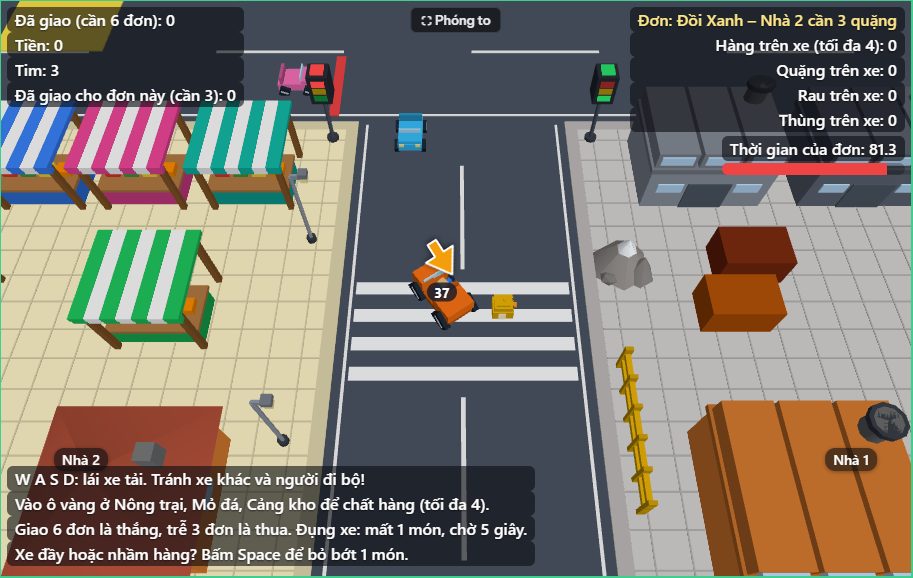 Đã giao (cần 6 đơn): 0
Tiền: 0
Tim: 3
Đã giao cho đơn này (cần 3): 0
Phóng to
Đơn: Đồi Xanh – Nhà 2 cần 3 quặng
Hàng trên xe (tối đa 4): 0
Quặng trên xe: 0
Rau trên xe: 0
Thùng trên xe: 0
Thời gian của đơn: 81.3
37
Nhà 2
Nhà 1
W A S D: lái xe tải. Tránh xe khác và người đi bộ!
Vào ô vàng ở Nông trại, Mỏ đá, Cảng kho để chất hàng (tối đa 4).
Giao 6 đơn là thắng, trễ 3 đơn là thua. Đụng xe: mất 1 món, chờ 5 giây.
Xe đầy hoặc nhầm hàng? Bấm Space để bỏ bớt 1 món.